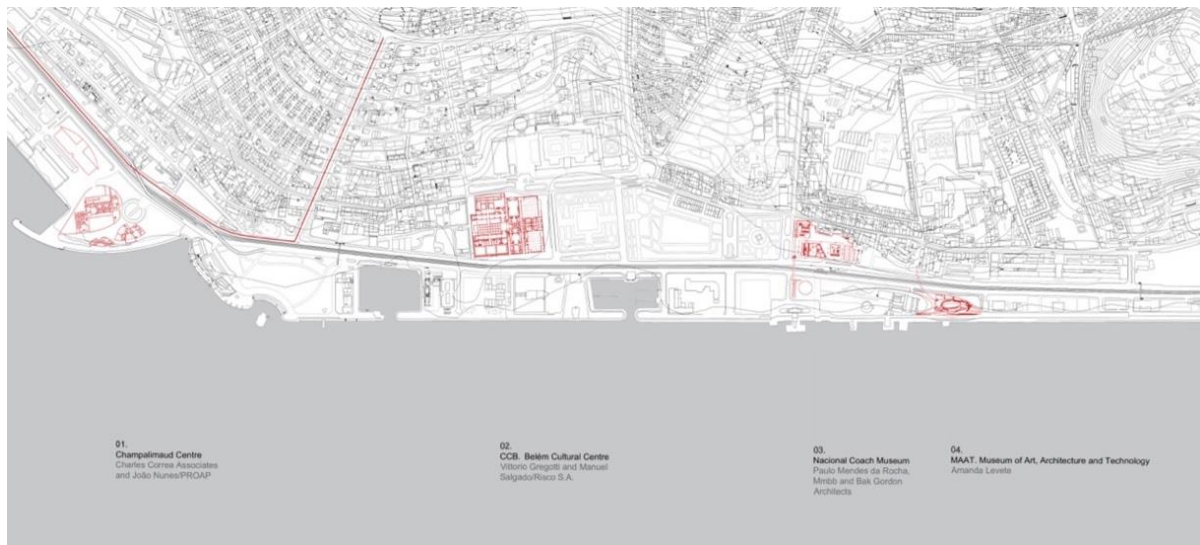 01.
Champalimaud Centre
Charles Correa Associates
and João Nunes/PROAP
02.
CCB. Belém Cultural Centre
Vittorio Gregotti and Manuel
Salgado/Risco S.A.
03.
Nacional Coach Museum
Paulo Mendes da Rocha,
Mmbb and Bak Gordon
Architects
04.
MAAT. Museum of Art, Architecture and Technology
Amanda Levete